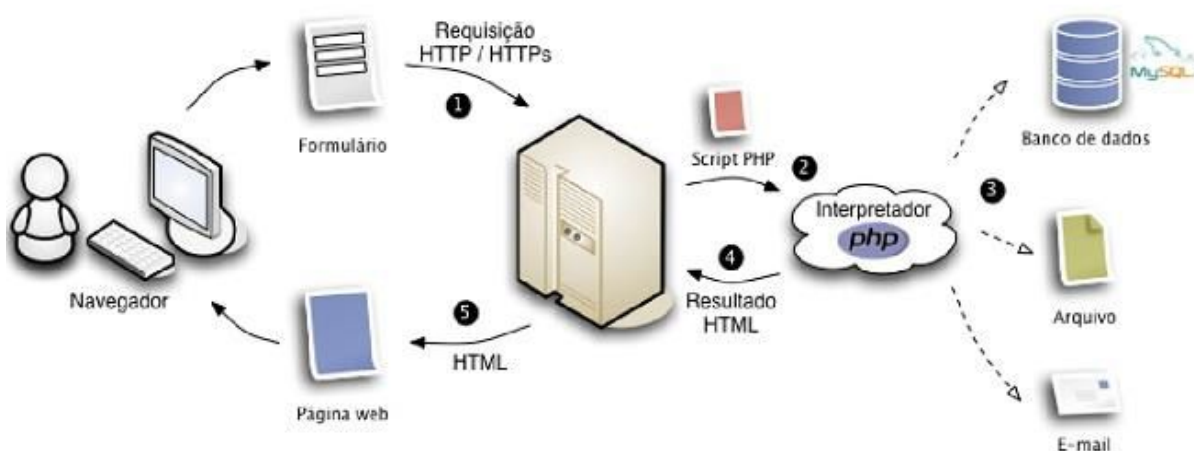 Requisição
HTTP / HTTPs
1
Formulário
Navegador
Script PHP
2
Interpretador
php
3
MySQL
Banco de dados
Arquivo
E-mail
4
Resultado
HTML
5
HTML
Página web